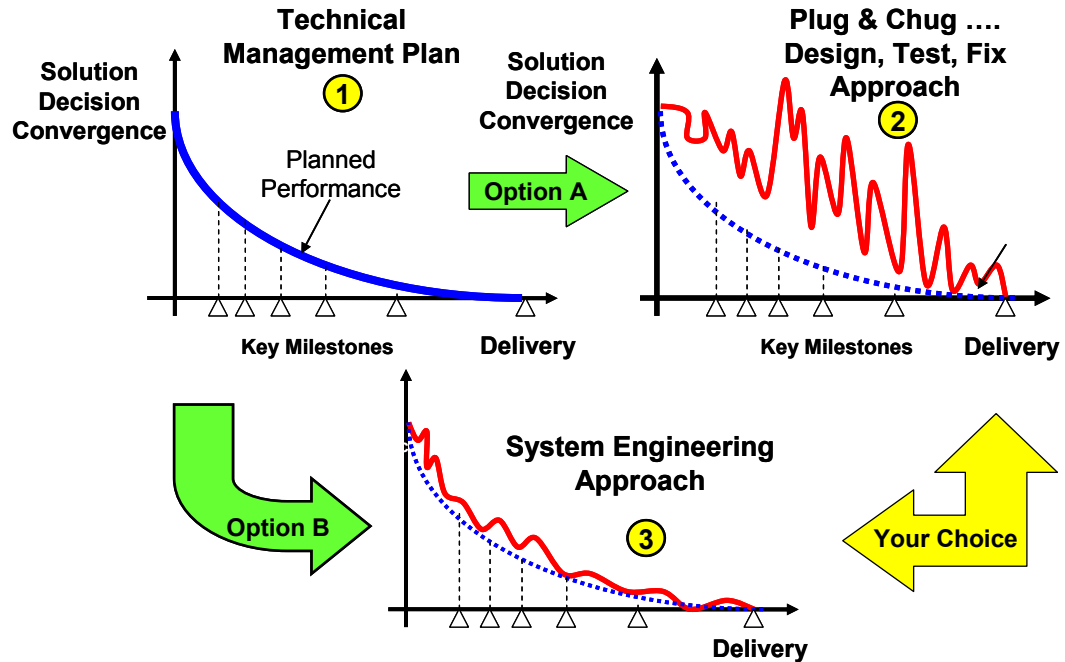 Technical
Management Plan
1
Solution
Decision
Convergence
Planned
Performance
Key Milestones
Delivery
Option A
Plug & Chug ....
Design, Test, Fix
Approach
2
Solution
Decision
Convergence
Key Milestones
Delivery
Option B
System Engineering
Approach
3
Delivery
Your Choice